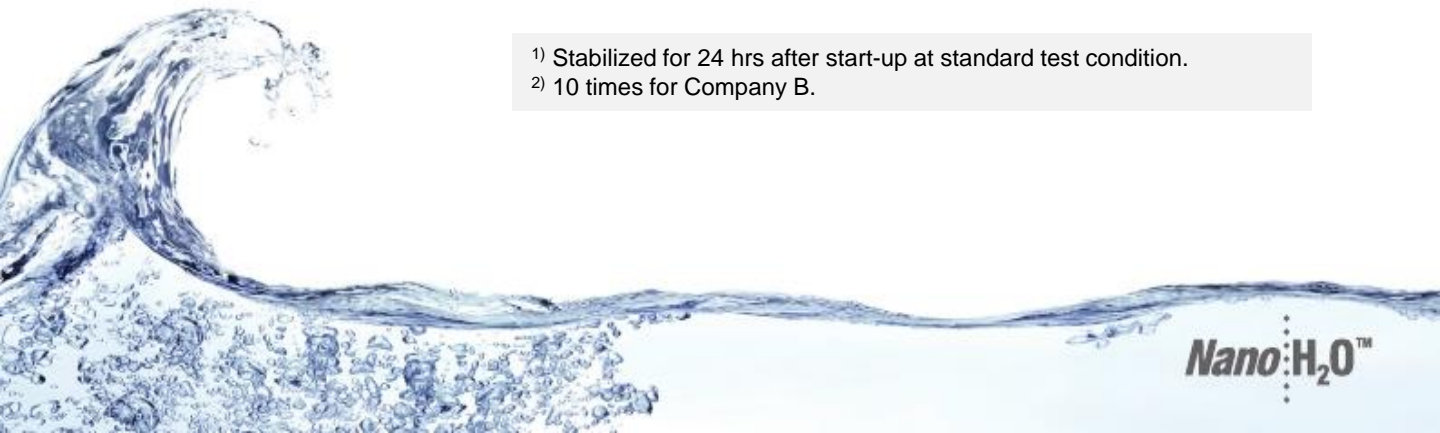 1) Stabilized for 24 hrs after start-up at standard test condition.
2) 10 times for Company B.
Nano H₂O™